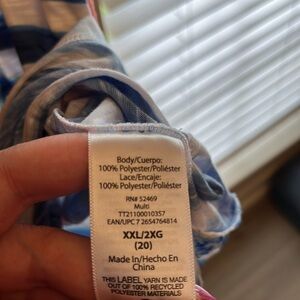 Body/Cuerpo:
100% Polyester/Poliéster
Lace/Encaje:
100% Polyester/Poliéster
RN# 52469
Multi
TT21100010357
EAN/UPC 7 2654764814
XXL/2XG
(20)
Made In/Hecho En
China
THIS LABEL YARN IS MADE
OUT OF 100% RECYCLED
POLYESTER MATERIALS